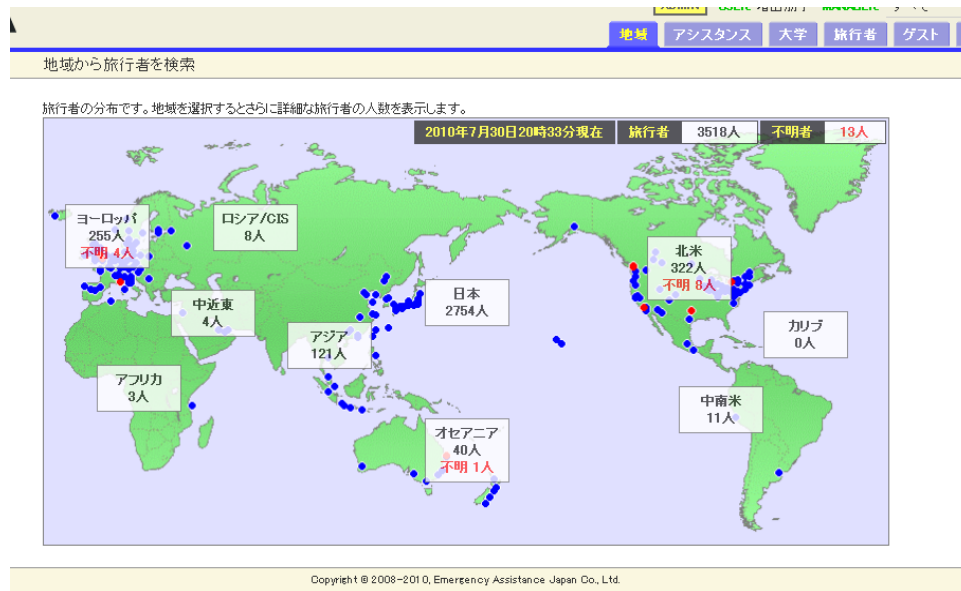 地域 アシスタンス 大学 旅行者 ゲスト
地域から旅行者を検索
旅行者の分布です。地域を選択するとさらに詳細な旅行者の人数を表示します。
2010年7月30日20時33分現在 旅行者 3518人 不明者 13人
ヨーロッパ
255人
不明 4人
ロシア/CIS
8人
北米
322人
不明 8人
中近東
4人
日本
2754人
アジア
121人
カリブ
0人
アフリカ
3人
中南米
11人
オセアニア
40人
不明 1人
Copyright © 2008-2010, Emergency Assistance Japan Co., Ltd.